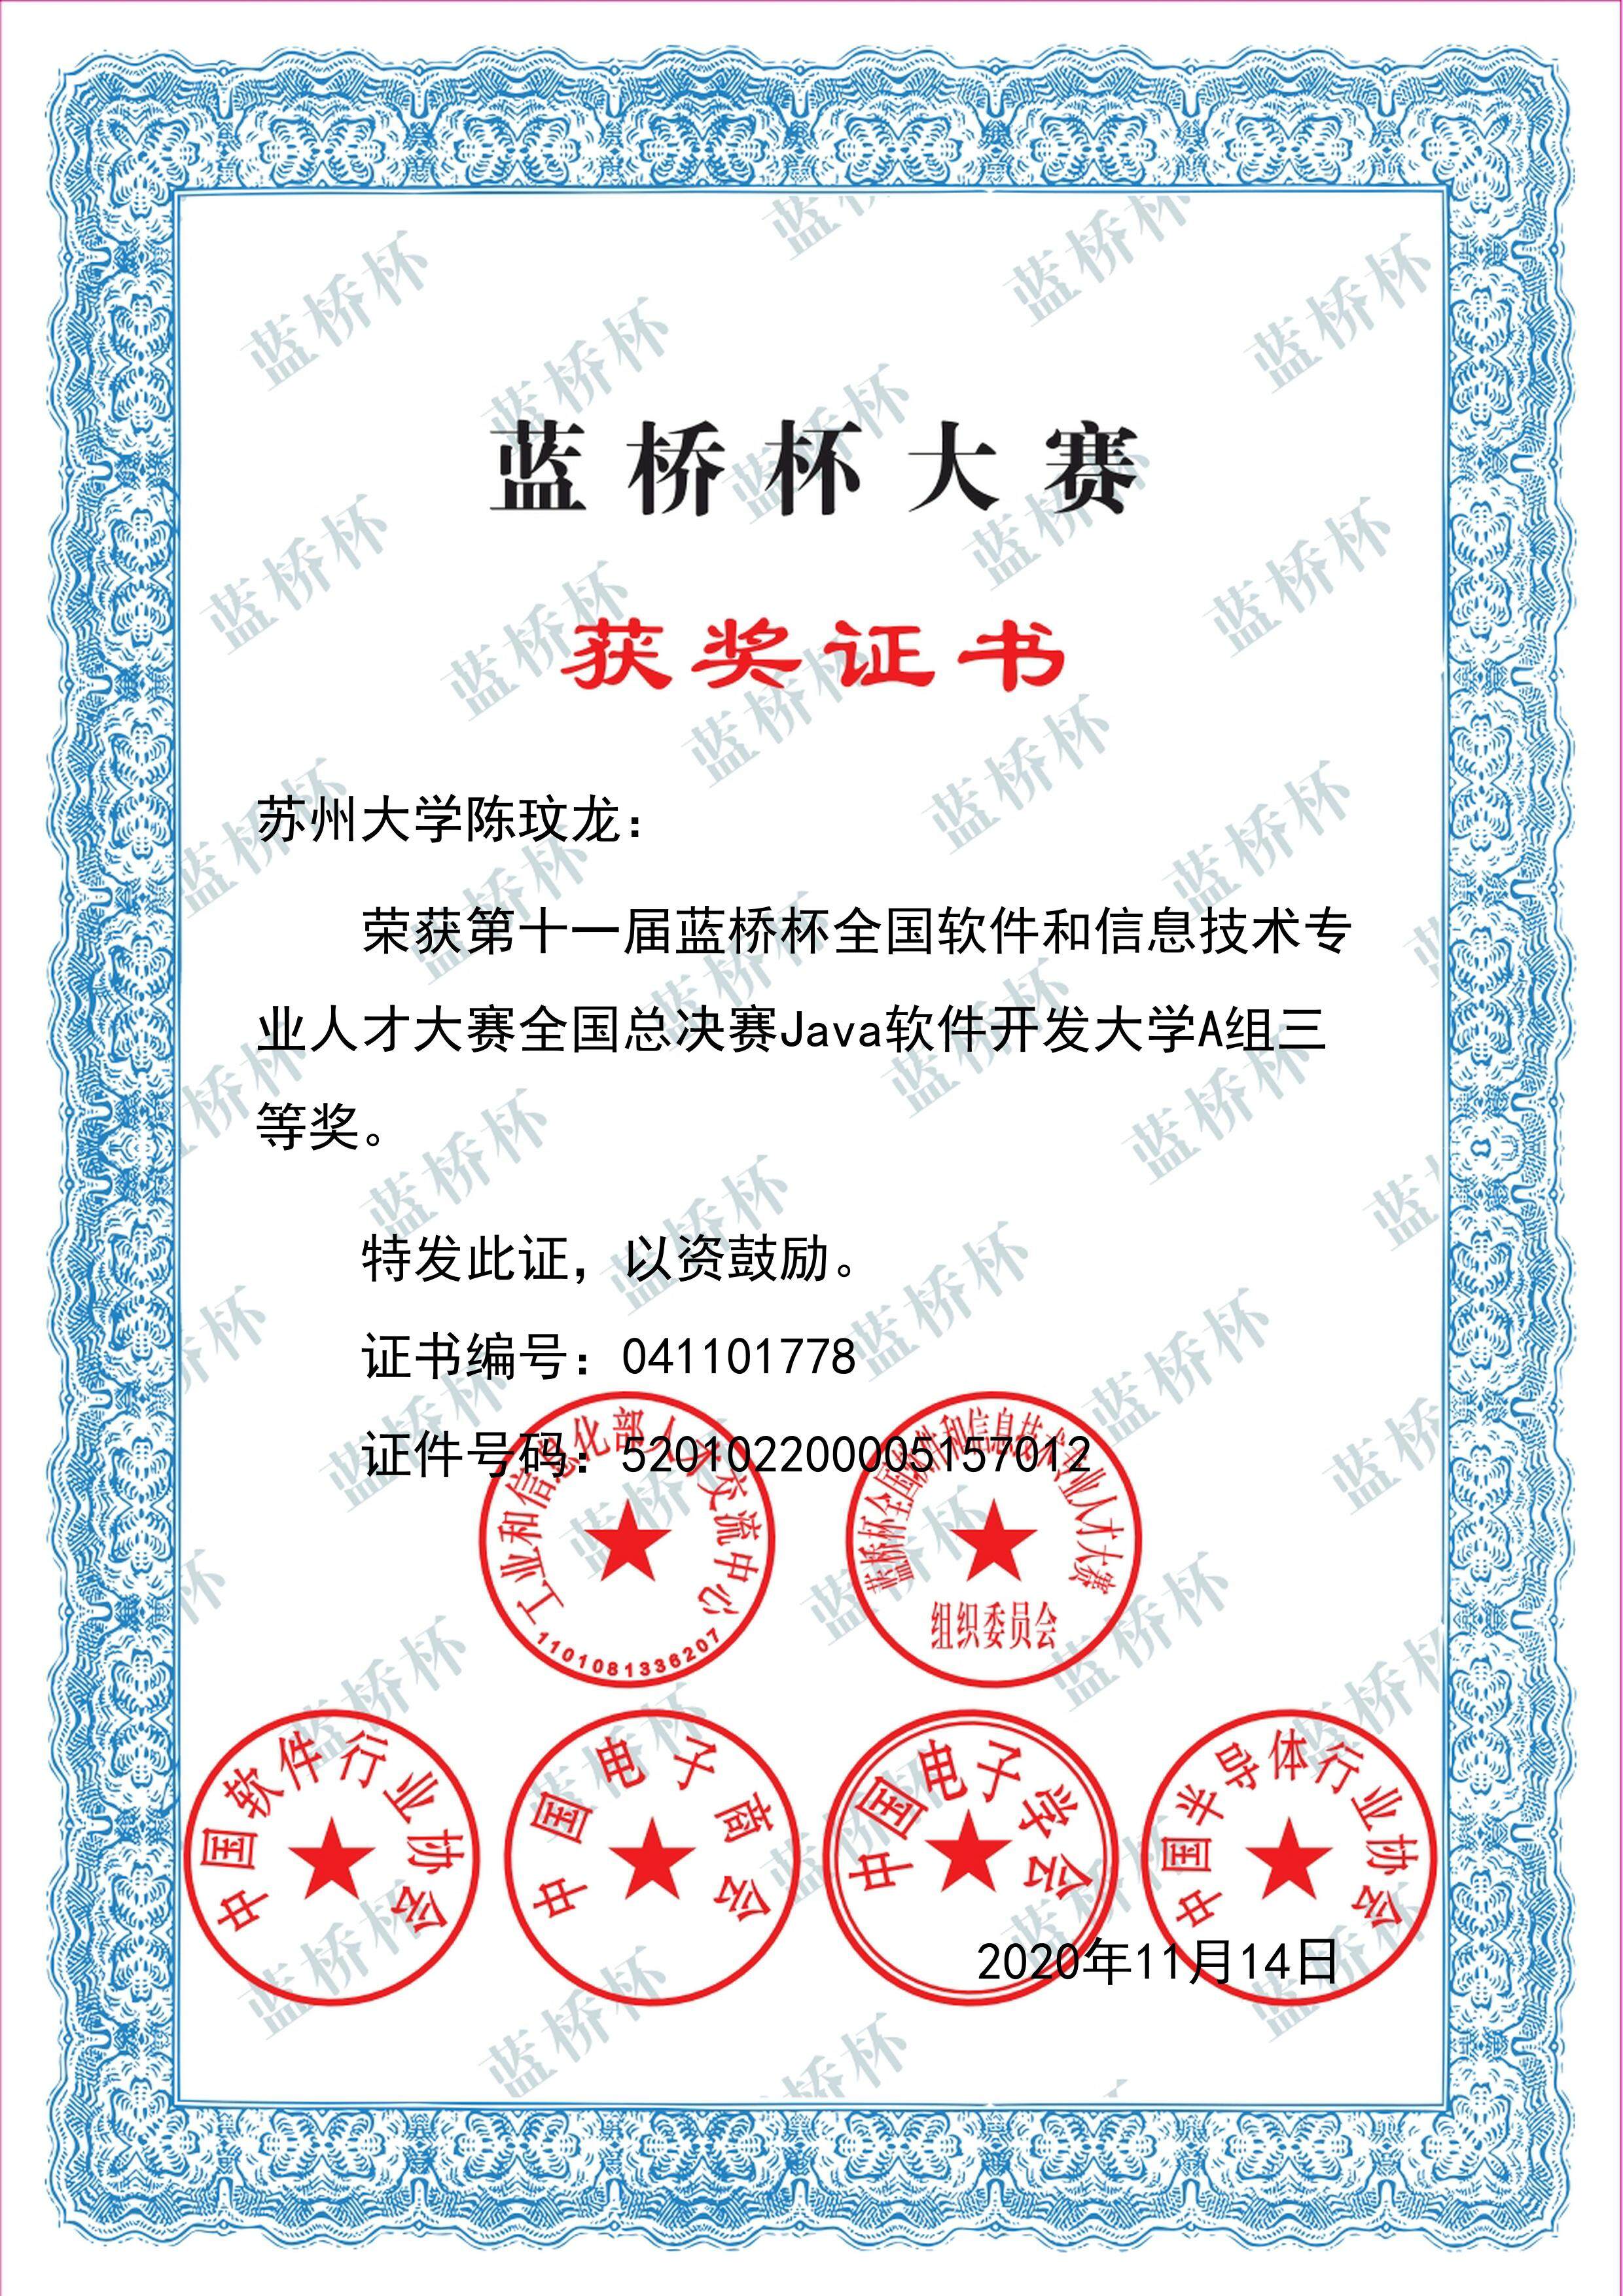 蓝桥杯大赛
获奖证书
苏州大学陈玟龙：
荣获第十一届蓝桥杯全国软件和信息技术专
业人才大赛全国总决赛Java软件开发大学A组三
等奖。
特发此证，以资鼓励。
证书编号：041101778
证件号码：520102200005157012
工业和信息化部人才交流中心
1101081336207
蓝桥杯全国软件和信息技术专业人才大赛
组织委员会
中国软件行业协会
中国电子商会
中国电子学会
中国半导体行业协会
2020年11月14日
蓝桥杯